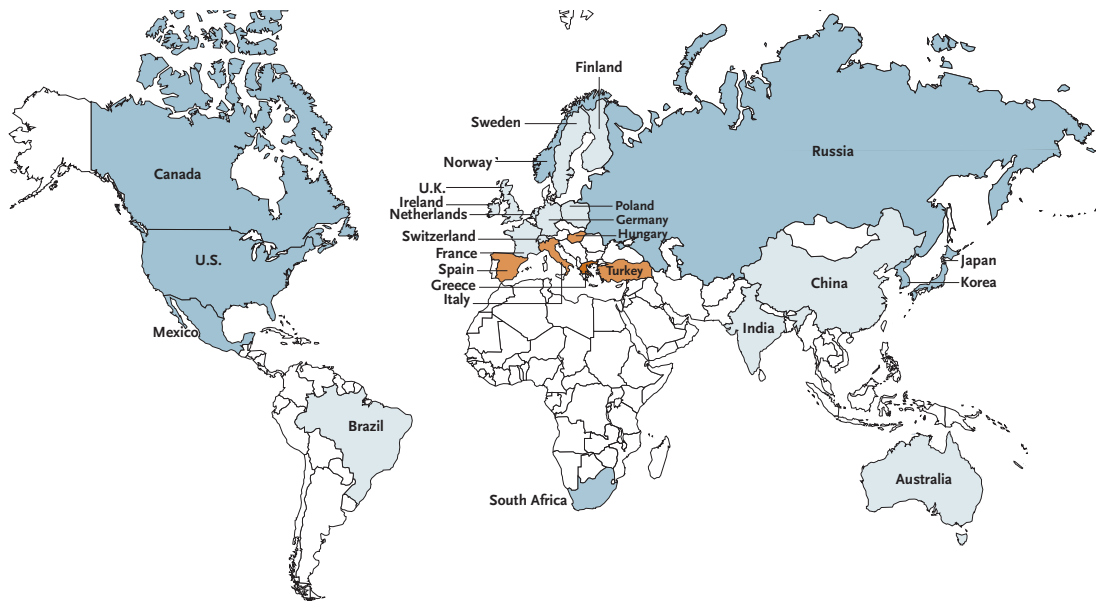 Finland
Sweden
Norway
Russia
Canada
U.K.
Ireland
Netherlands
Poland
Germany
Hungary
Switzerland
France
Spain
Turkey
Greece
Italy
U.S.
Mexico
China
Japan
Korea
India
Brazil
Australia
South Africa